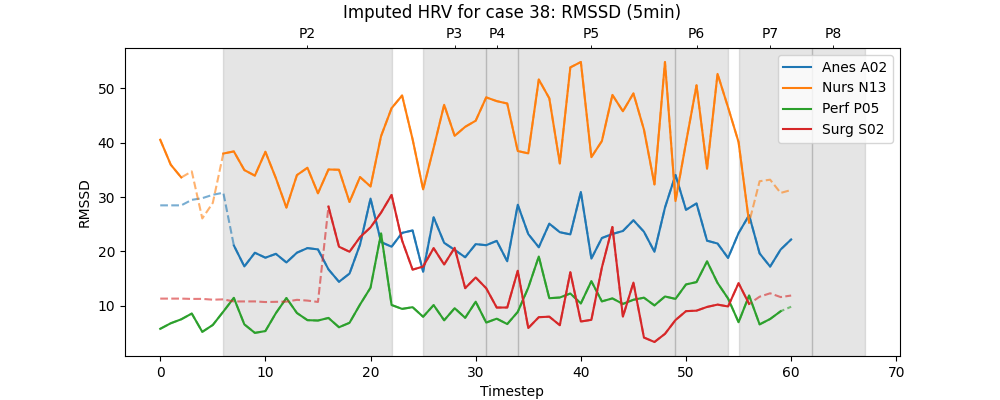 Imputed HRV for case 38: RMSSD (5min)
P2 P3 P4 P5 P6 P7 P8
Anes A02
Nurs N13
Perf P05
Surg S02
50
40
30
20
10
RMSSD
0 10 20 30 40 50 60 70
Timestep